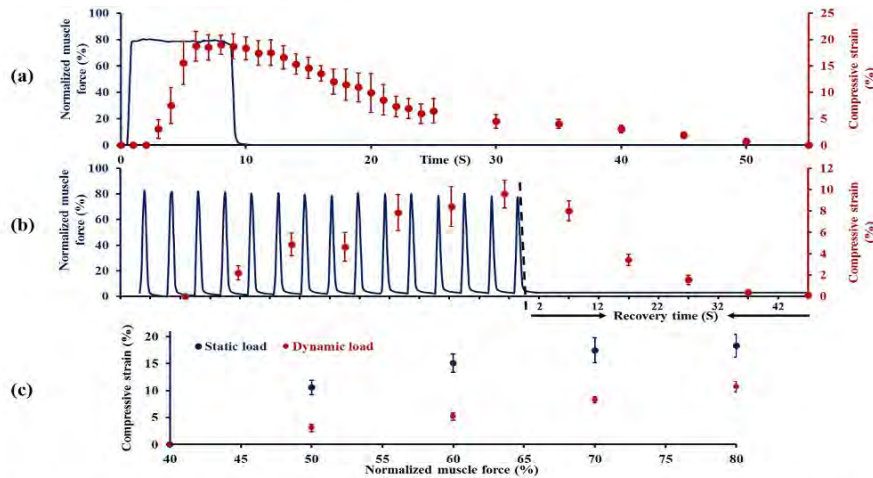 (a)
Normalized muscle
force (%)
100
80
60
40
20
0
25
20
15
10
5
0
Compressive strain
(%)
0 10 20 30 40 50
Time (S)
(b)
Normalized muscle
force (%)
100
80
60
40
20
0
12
10
8
6
4
2
0
Compressive strain
(%)
2 12 22 32 42
Recovery time (S)
(c)
Compressive strain (%)
20
15
10
5
0
Static load Dynamic load
40 45 50 55 60 65 70 75 80
Normalized muscle force (%)